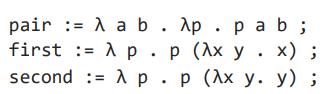 pair := λ a b . λp . p a b ;
first := λ p . p (λx y . x) ;
second := λ p . p (λx y. y) ;